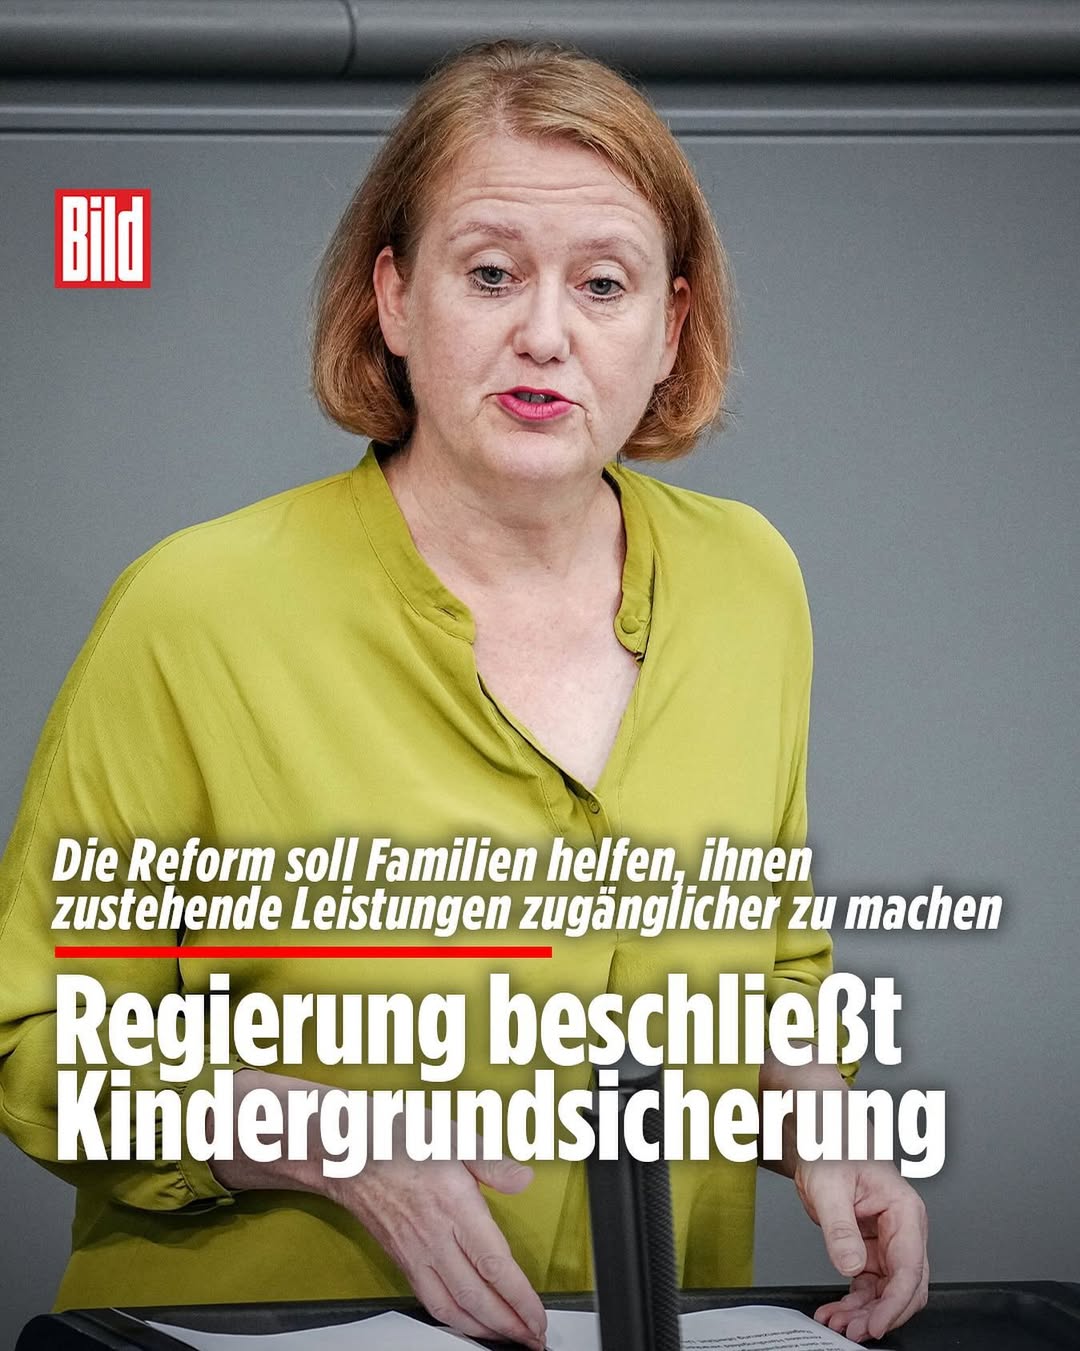 Bild
Die Reform soll Familien helfen, ihnen
zustehende Leistungen zugänglicher zu machen
Regierung beschließt
Kindergrundsicherung